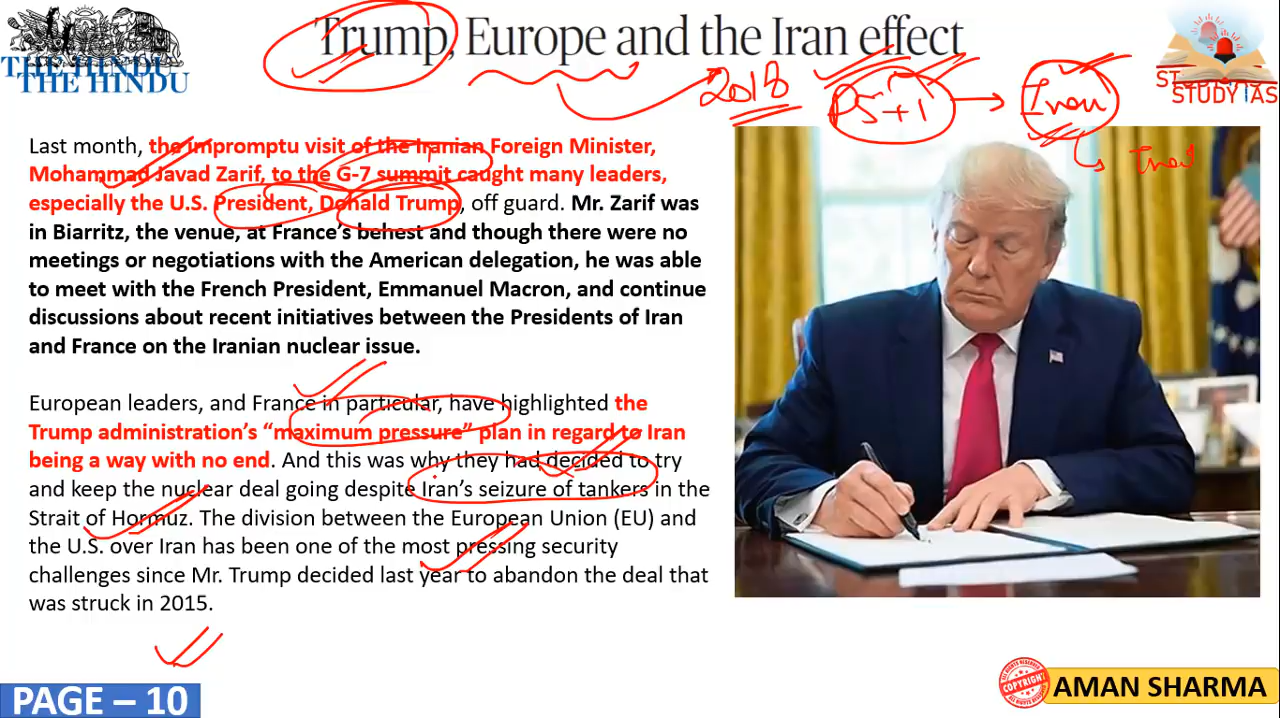 Trump, Europe and the Iran effect
THE HINDU
THE HINDU
2018
P5+1
Iran
STUDY IAS
Last month, the impromptu visit of the Iranian Foreign Minister,
Mohammad Javad Zarif, to the G-7 summit caught many leaders,
especially the U.S. President, Donald Trump, off guard. Mr. Zarif was
in Biarritz, the venue, at France's behest and though there were no
meetings or negotiations with the American delegation, he was able
to meet with the French President, Emmanuel Macron, and continue
discussions about recent initiatives between the Presidents of Iran
and France on the Iranian nuclear issue.
European leaders, and France in particular, have highlighted the
Trump administration's “maximum pressure” plan in regard to Iran
being a way with no end. And this was why they had decided to try
and keep the nuclear deal going despite Iran's seizure of tankers in the
Strait of Hormuz. The division between the European Union (EU) and
the U.S. over Iran has been one of the most pressing security
challenges since Mr. Trump decided last year to abandon the deal that
was struck in 2015.
PAGE – 10
COPYRIGHT
AMAN SHARMA